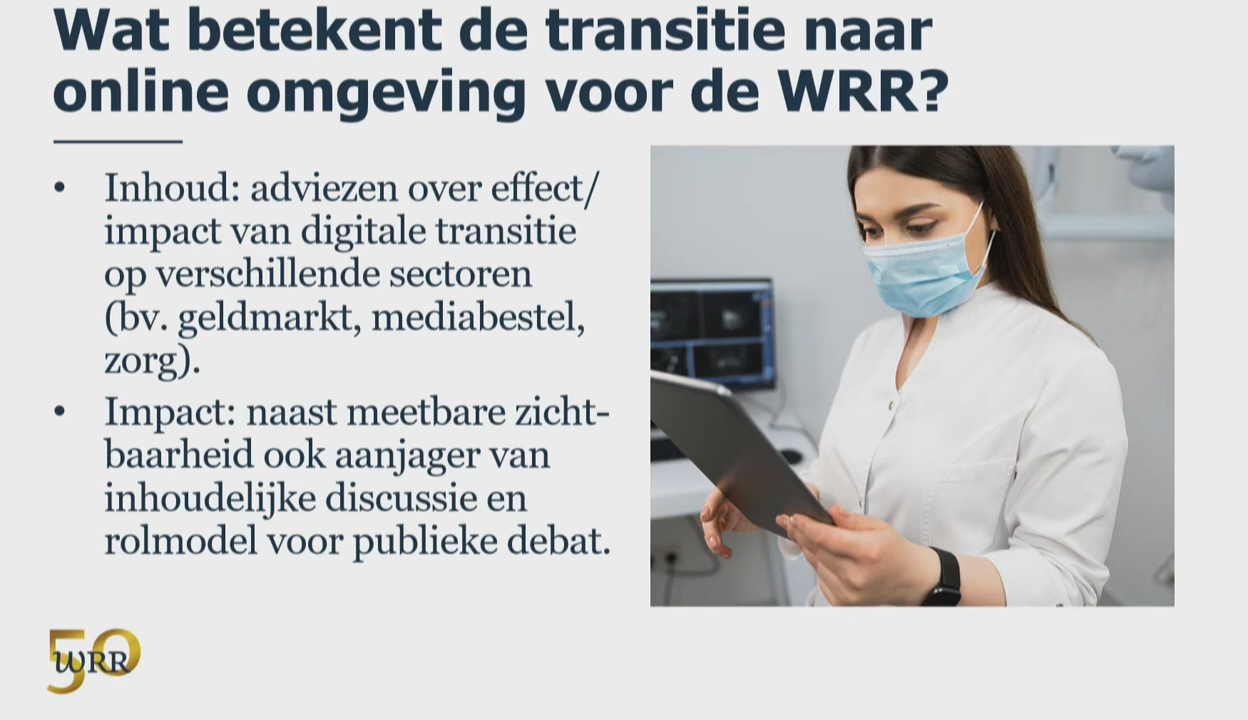 Wat betekent de transitie naar
online omgeving voor de WRR?
• Inhoud: adviezen over effect/
impact van digitale transitie
op verschillende sectoren
(bv. geldmarkt, mediabestel,
zorg).
• Impact: naast meetbare zicht-
baarheid ook aanjager van
inhoudelijke discussie en
rolmodel voor publieke debat.
50
WRR